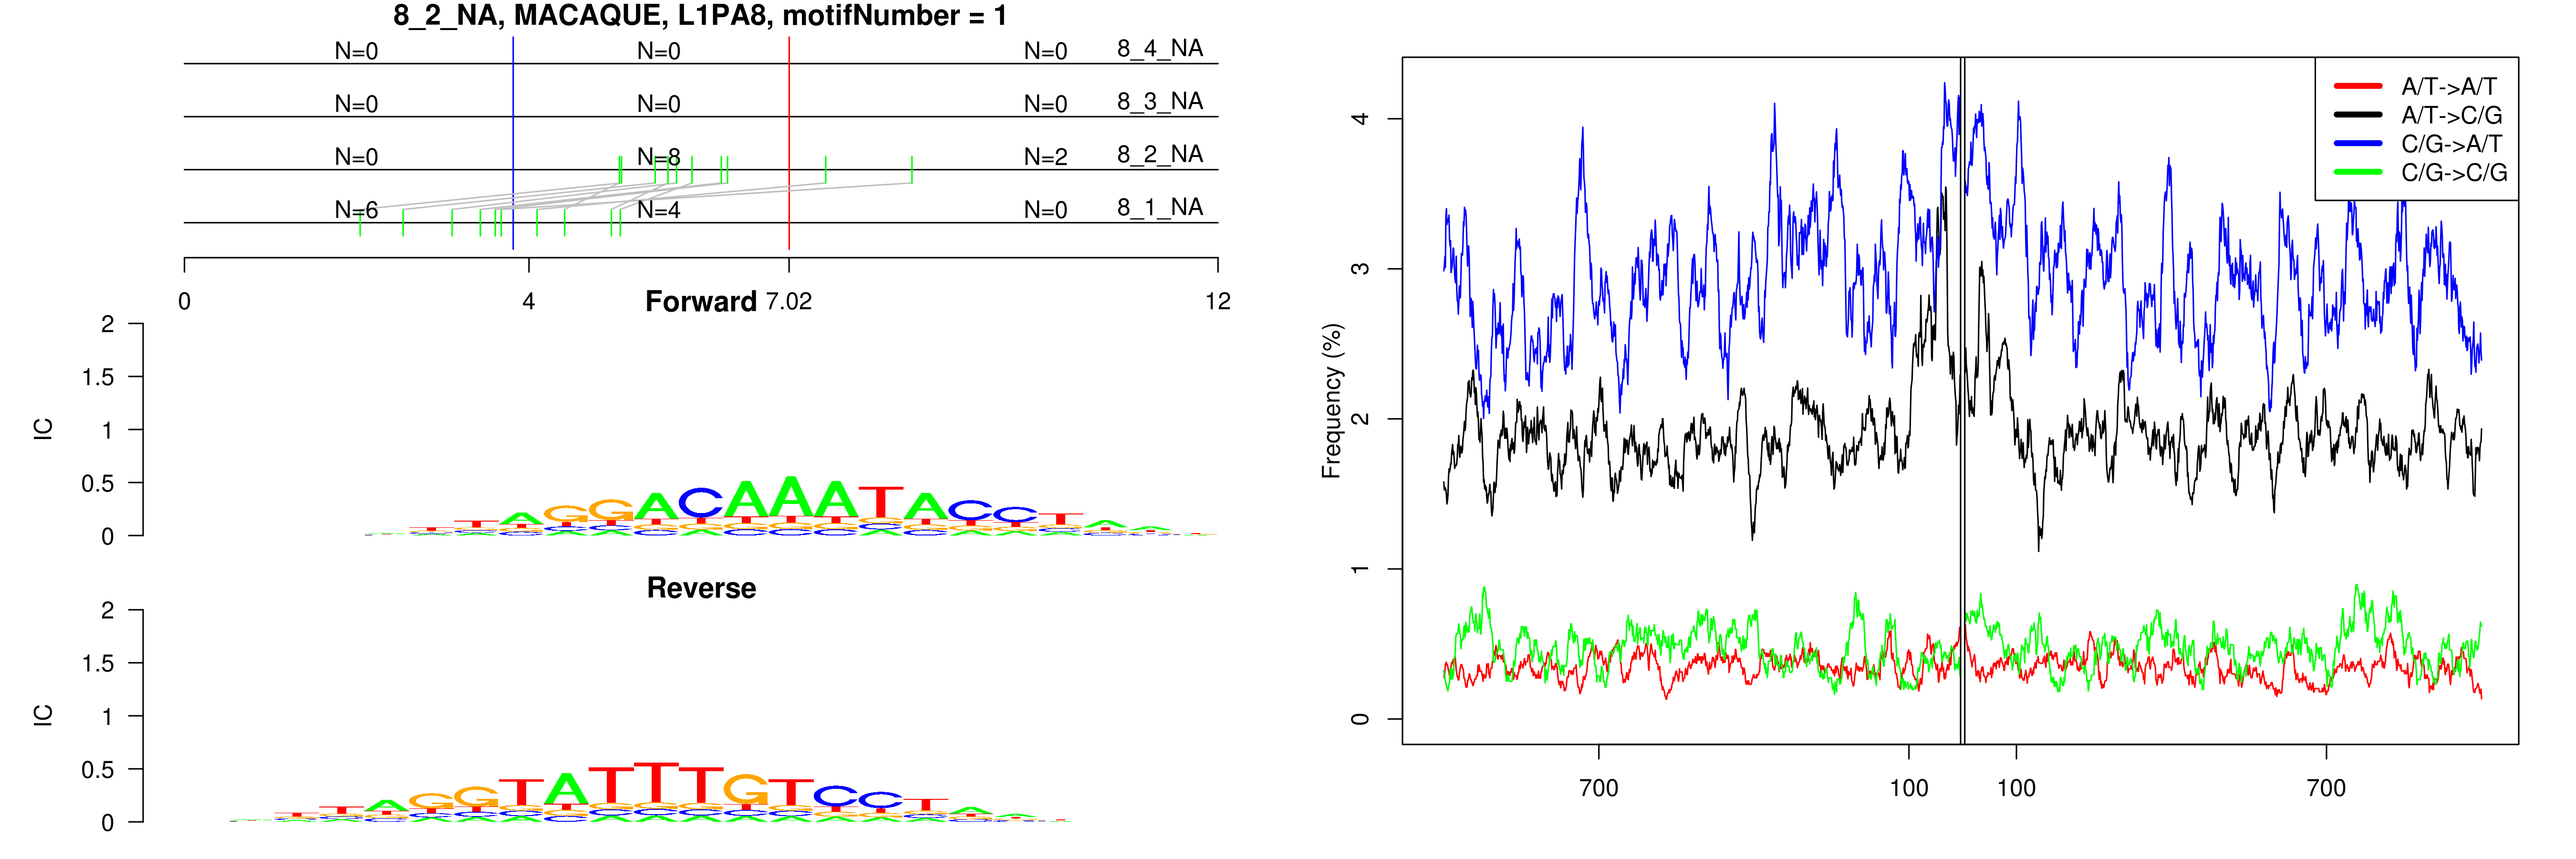 8_2_NA, MACAQUE, L1PA8, motifNumber = 1
N=0 N=0 N=0 8_4_NA
N=0 N=0 N=0 8_3_NA
N=0 N=8 N=2 8_2_NA
N=6 N=4 N=0 8_1_NA
0 4 7.02 12
Forward
2
1.5
1
0.5
0
IC
AGGACAAATACCT
Reverse
2
1.5
1
0.5
0
IC
TAGGTATTTGTCCTA
A/T->A/T
A/T->C/G
C/G->A/T
C/G->C/G
Frequency (%)
4
3
2
1
0
700 100 100 700